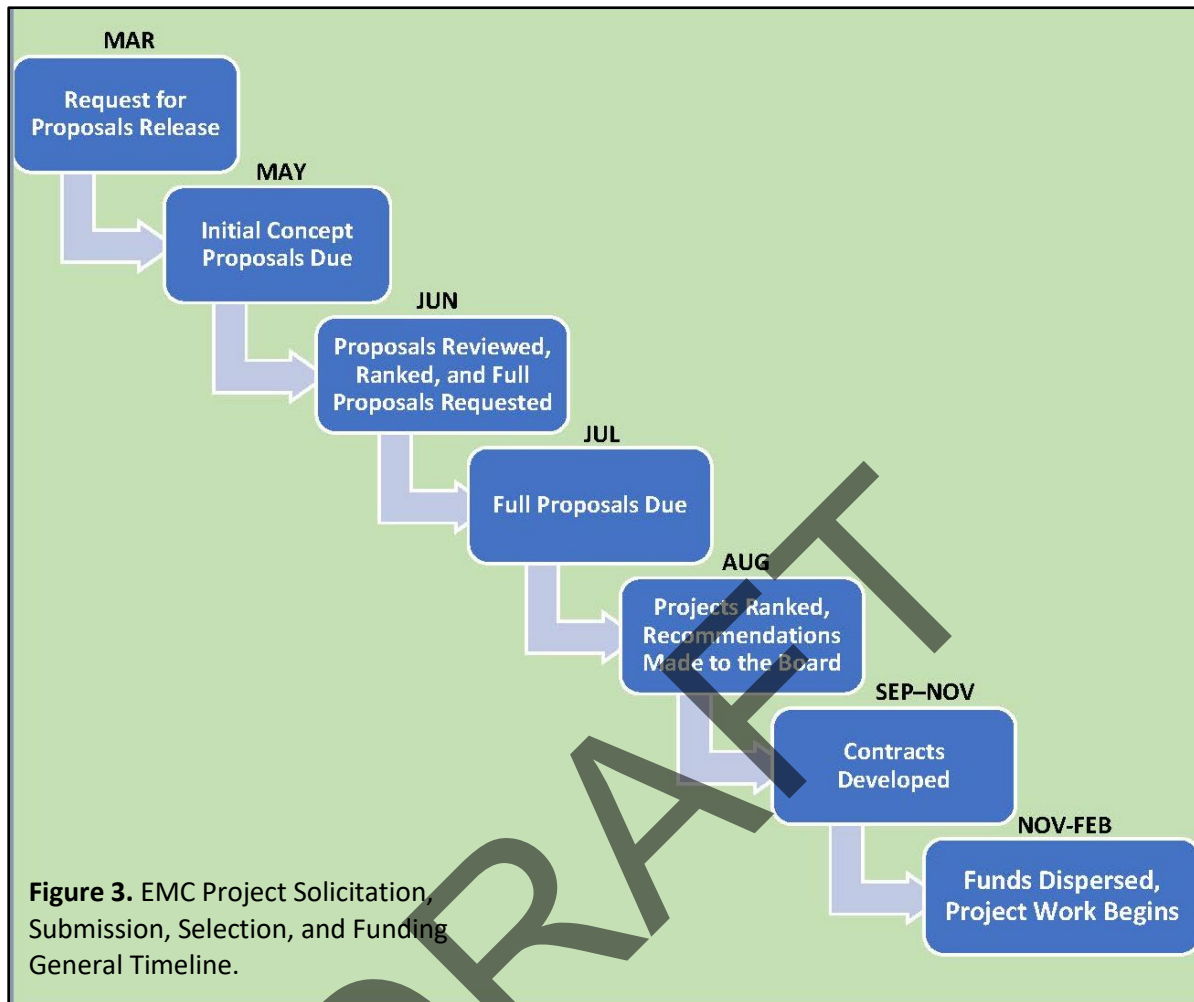 MAR
Request for
Proposals Release
MAY
Initial Concept
Proposals Due
JUN
Proposals Reviewed,
Ranked, and Full
Proposals Requested
JUL
Full Proposals Due
AUG
Projects Ranked,
Recommendations
Made to the Board
SEP–NOV
Contracts
Developed
NOV-FEB
Funds Dispersed,
Project Work Begins
Figure 3. EMC Project Solicitation,
Submission, Selection, and Funding
General Timeline.
DRAFT